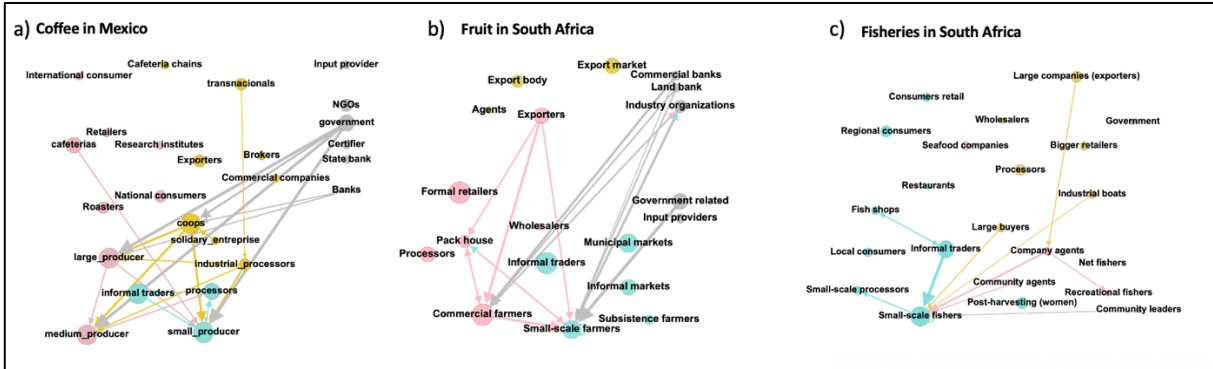 a) Coffee in Mexico
Cafeteria chains
International consumer
transnacionals
Input provider
NGOs
government
Retailers
cafeterias
Research institutes
Certifier
Exporters
Brokers
State bank
Commercial companies
National consumers
Banks
Roasters
coops
solidary_entreprise
large_producer
industrial_processors
informal traders
processors
medium_producer
small_producer
b) Fruit in South Africa
Export market
Export body
Commercial banks
Land bank
Agents
Industry organizations
Exporters
Formal retailers
Government related
Input providers
Wholesalers
Pack house
Municipal markets
Processors
Informal traders
Informal markets
Commercial farmers
Subsistence farmers
Small-scale farmers
c) Fisheries in South Africa
Large companies (exporters)
Consumers retail
Wholesalers
Government
Regional consumers
Seafood companies
Bigger retailers
Processors
Restaurants
Industrial boats
Fish shops
Large buyers
Informal traders
Local consumers
Company agents
Net fishers
Community agents
Small-scale processors
Recreational fishers
Post-harvesting (women)
Small-scale fishers
Community leaders